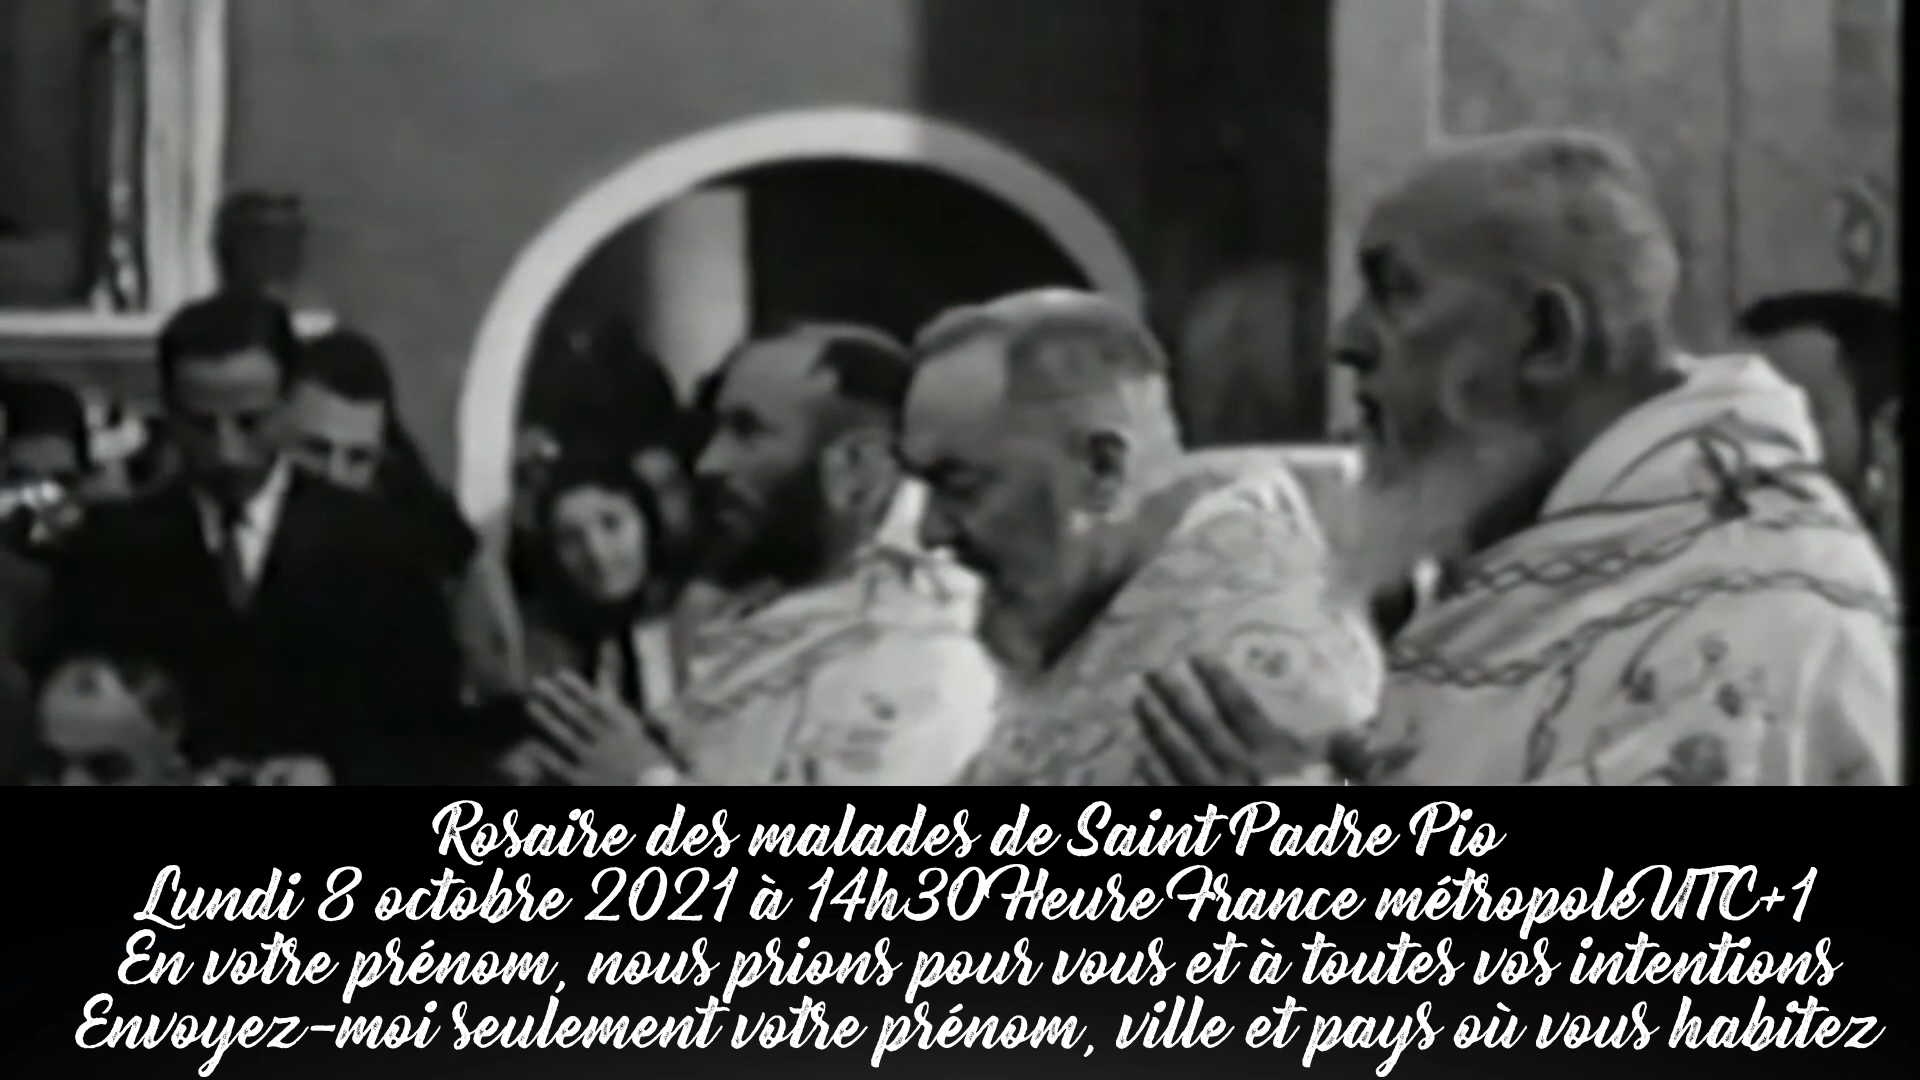 Rosaire des malades de Saint Padre Pio
Lundi 8 octobre 2021 à 14h30 Heure France métropole UTC+1
En votre prénom, nous prions pour vous et à toutes vos intentions
Envoyez-moi seulement votre prénom, ville et pays où vous habitez